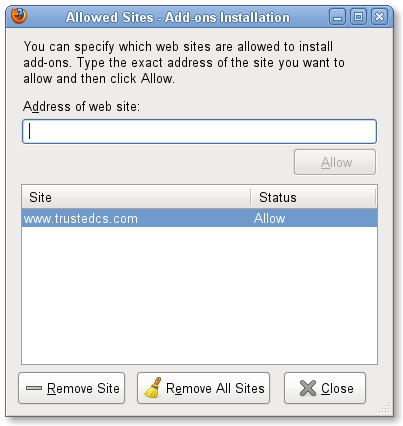 Allowed Sites - Add-ons Installation
You can specify which web sites are allowed to install
add-ons. Type the exact address of the site you want to
allow and then click Allow.
Address of web site:
Allow
Site Status
www.trustedcs.com Allow
Remove Site Remove All Sites Close